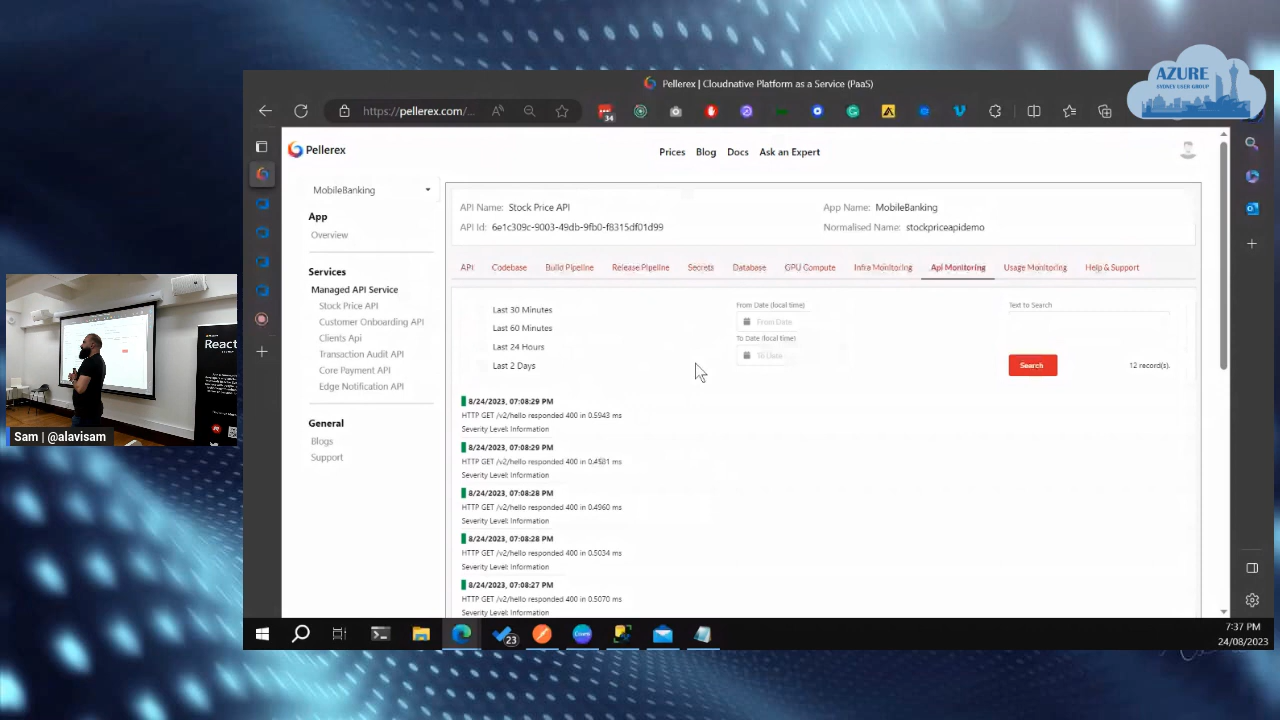 AZURE
SYDNEY USER GROUP
Pellerex | Cloudnative Platform as a Service (PaaS)
https://pellerex.com/...
34
Pellerex
Prices Blog Docs Ask an Expert
MobileBanking
App
Overview
Services
Managed API Service
Stock Price API
Customer Onboarding API
Clients Api
Transaction Audit API
Core Payment API
Edge Notification API
General
Blogs
Support
API Name: Stock Price API
App Name: MobileBanking
API Id: 6e1c309c-9003-49db-9fb0-f8315df01d99
Normalised Name: stockpriceapidemo
API Codebase Build Pipeline Release Pipeline Secrets Database GPU Compute Infra Monitoring Api Monitoring Usage Monitoring Help & Support
Last 30 Minutes
Last 60 Minutes
Last 24 Hours
Last 2 Days
From Date (local time)
From Date
To Date (local time)
To Date
Text to Search
Search
12 record(s).
8/24/2023, 07:08:29 PM
HTTP GET /v2/hello responded 400 in 0.5943 ms
Severity Level: Information
8/24/2023, 07:08:29 PM
HTTP GET /v2/hello responded 400 in 0.4581 ms
Severity Level: Information
8/24/2023, 07:08:28 PM
HTTP GET /v2/hello responded 400 in 0.4960 ms
Severity Level: Information
8/24/2023, 07:08:28 PM
HTTP GET /v2/hello responded 400 in 0.5034 ms
Severity Level: Information
8/24/2023, 07:08:27 PM
HTTP GET /v2/hello responded 400 in 0.5070 ms
Severity Level: Information
React
Sam | @alavisam
23
7:37 PM
24/08/2023